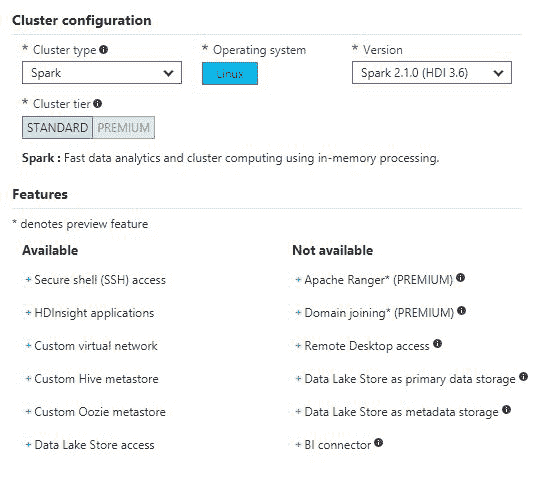 Cluster configuration
* Cluster type * Operating system * Version
Spark Linux Spark 2.1.0 (HDI 3.6)
* Cluster tier
STANDARD PREMIUM
Spark : Fast data analytics and cluster computing using in-memory processing.
Features
* denotes preview feature
Available Not available
+ Secure shell (SSH) access + Apache Ranger* (PREMIUM)
+ HDInsight applications + Domain joining* (PREMIUM)
+ Custom virtual network + Remote Desktop access
+ Custom Hive metastore + Data Lake Store as primary data storage
+ Custom Oozie metastore + Data Lake Store as metadata storage
+ Data Lake Store access + BI connector